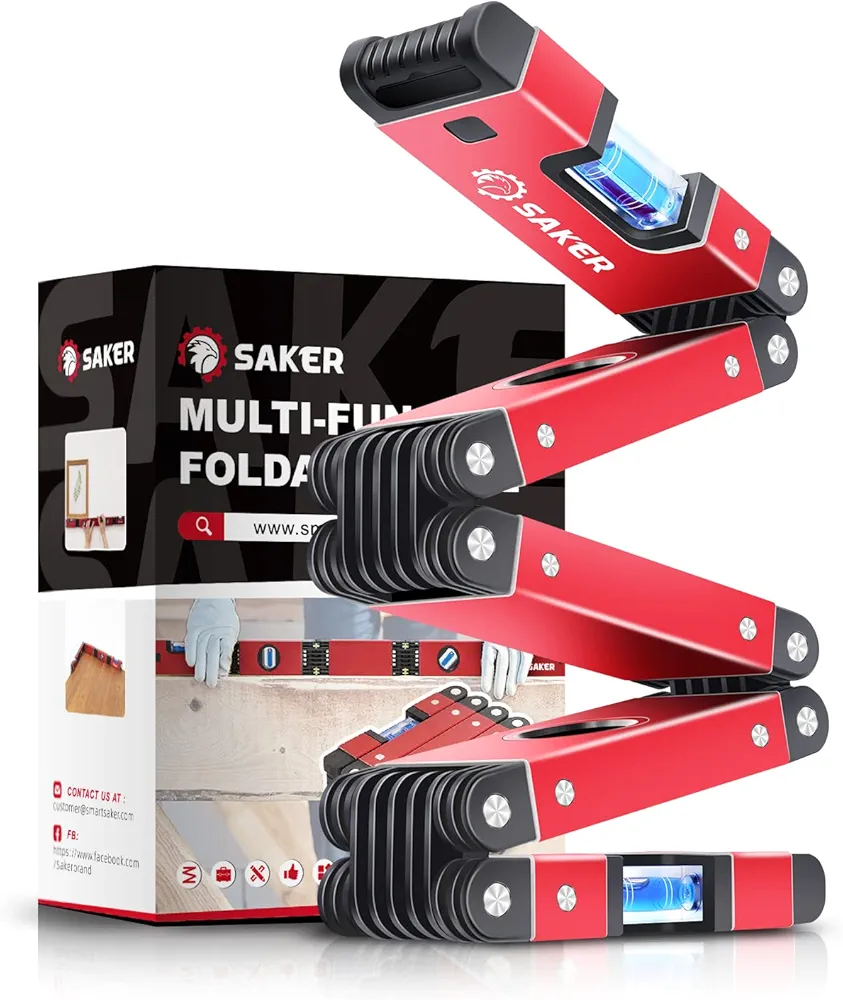 SAKER
SAKER
SAKER
MULTI-FUN
FOLDA
www.sm
SAKER
CONTACT US AT :
customer@smartsaker.com
FB:
https://www.facebook.com
/Sakerbrand